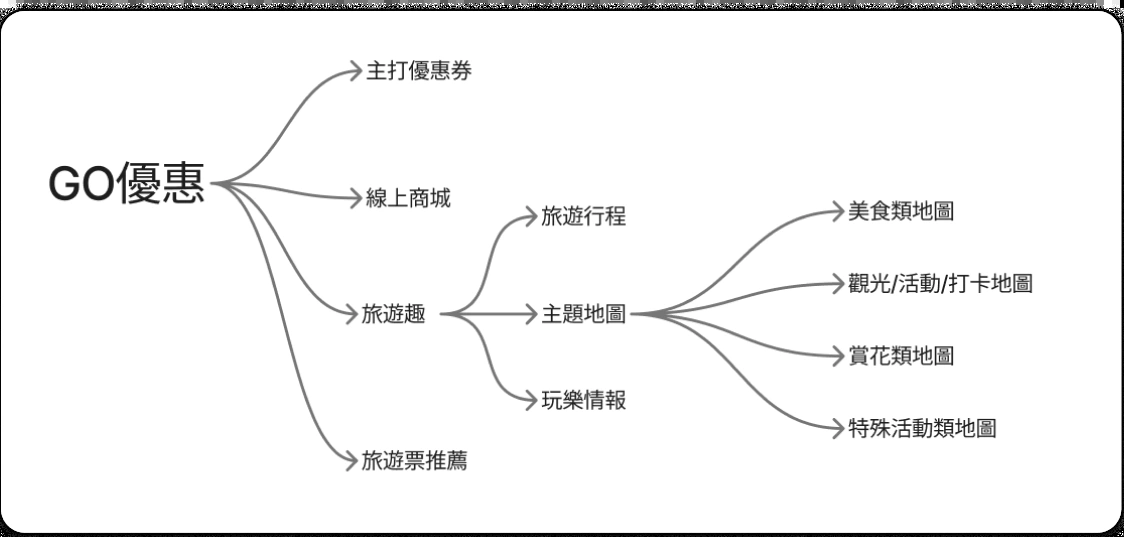 GO優惠
主打優惠券
線上商城
旅遊趣
旅遊票推薦
旅遊行程
主題地圖
玩樂情報
美食類地圖
觀光/活動/打卡地圖
賞花類地圖
特殊活動類地圖